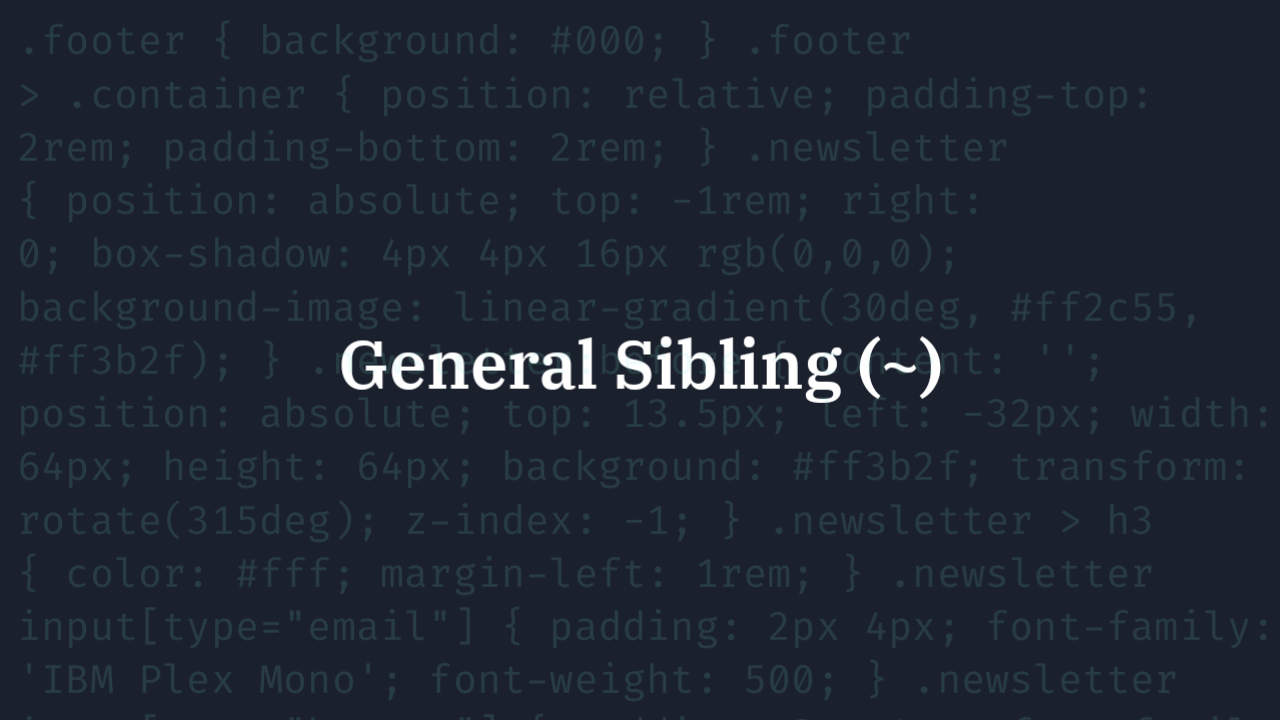 .footer { background: #000; } .footer
> .container { position: relative; padding-top:
2rem; padding-bottom: 2rem; } .newsletter
{ position: absolute; top: -1rem; right:
0; box-shadow: 4px 4px 16px rgb(0,0,0);
background-image: linear-gradient(30deg, #ff2c55,
#ff3b2f); } content: '';
General Sibling (~)
position: absolute; top: 13.5px; left: -32px; width:
64px; height: 64px; background: #ff3b2f; transform:
rotate(315deg); z-index: -1; } .newsletter > h3
{ color: #fff; margin-left: 1rem; } .newsletter
input[type="email"] { padding: 2px 4px; font-family:
'IBM Plex Mono'; font-weight: 500; } .newsletter